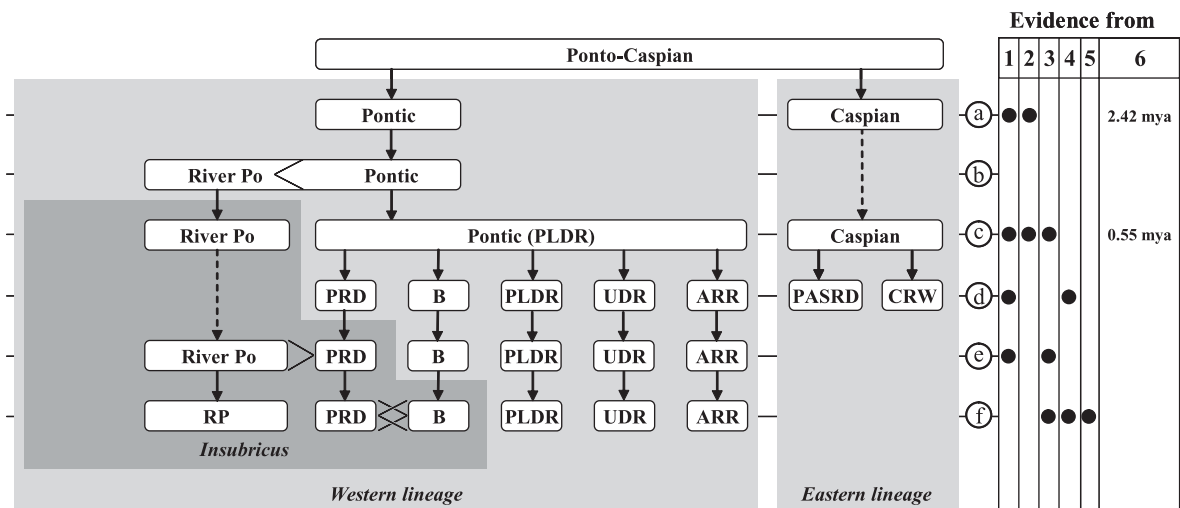 Evidence from
Ponto-Caspian 1 2 3 4 5 6
Pontic Caspian a 2.42 mya
River Po Pontic b
River Po Pontic (PLDR) Caspian c 0.55 mya
PRD B PLDR UDR ARR PASRD CRW d
River Po PRD B PLDR UDR ARR e
RP PRD B PLDR UDR ARR f
Insubricus
Western lineage Eastern lineage